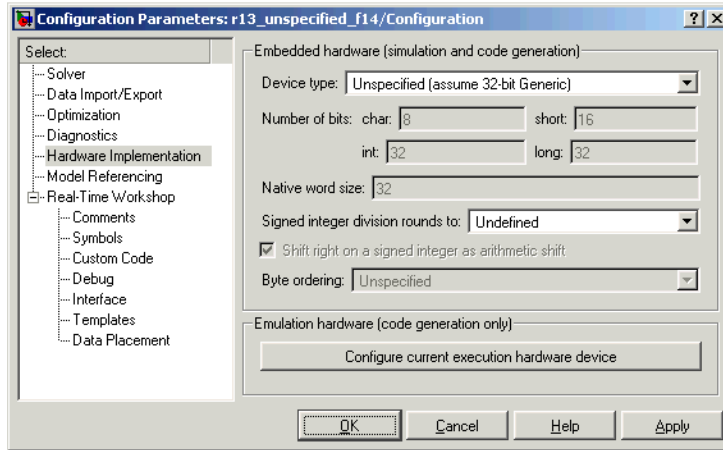 Configuration Parameters: r13_unspecified_f14/Configuration
Select:
Solver
Data Import/Export
Optimization
Diagnostics
Hardware Implementation
Model Referencing
Real-Time Workshop
Comments
Symbols
Custom Code
Debug
Interface
Templates
Data Placement
Embedded hardware (simulation and code generation)
Device type: Unspecified (assume 32-bit Generic)
Number of bits: char: 8 short: 16
int: 32 long: 32
Native word size: 32
Signed integer division rounds to: Undefined
Shift right on a signed integer as arithmetic shift
Byte ordering: Unspecified
Emulation hardware (code generation only)
Configure current execution hardware device
OK Cancel Help Apply